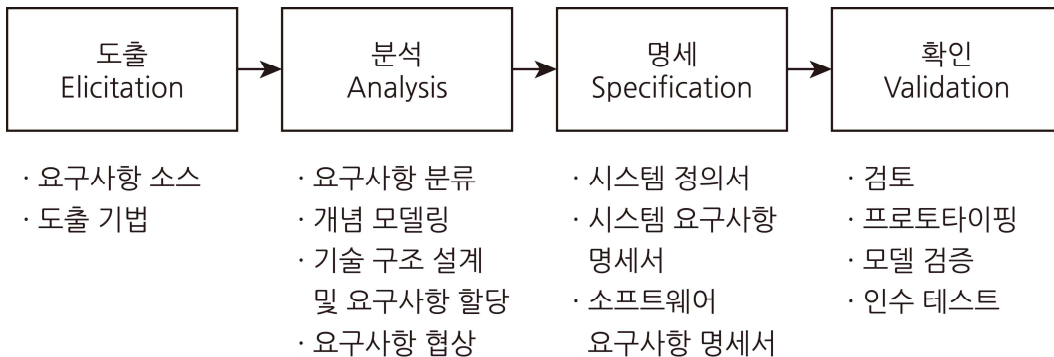 도출
Elicitation
· 요구사항 소스
· 도출 기법
분석
Analysis
· 요구사항 분류
· 개념 모델링
· 기술 구조 설계
및 요구사항 할당
· 요구사항 협상
명세
Specification
· 시스템 정의서
· 시스템 요구사항
명세서
· 소프트웨어
요구사항 명세서
확인
Validation
· 검토
· 프로토타이핑
· 모델 검증
· 인수 테스트